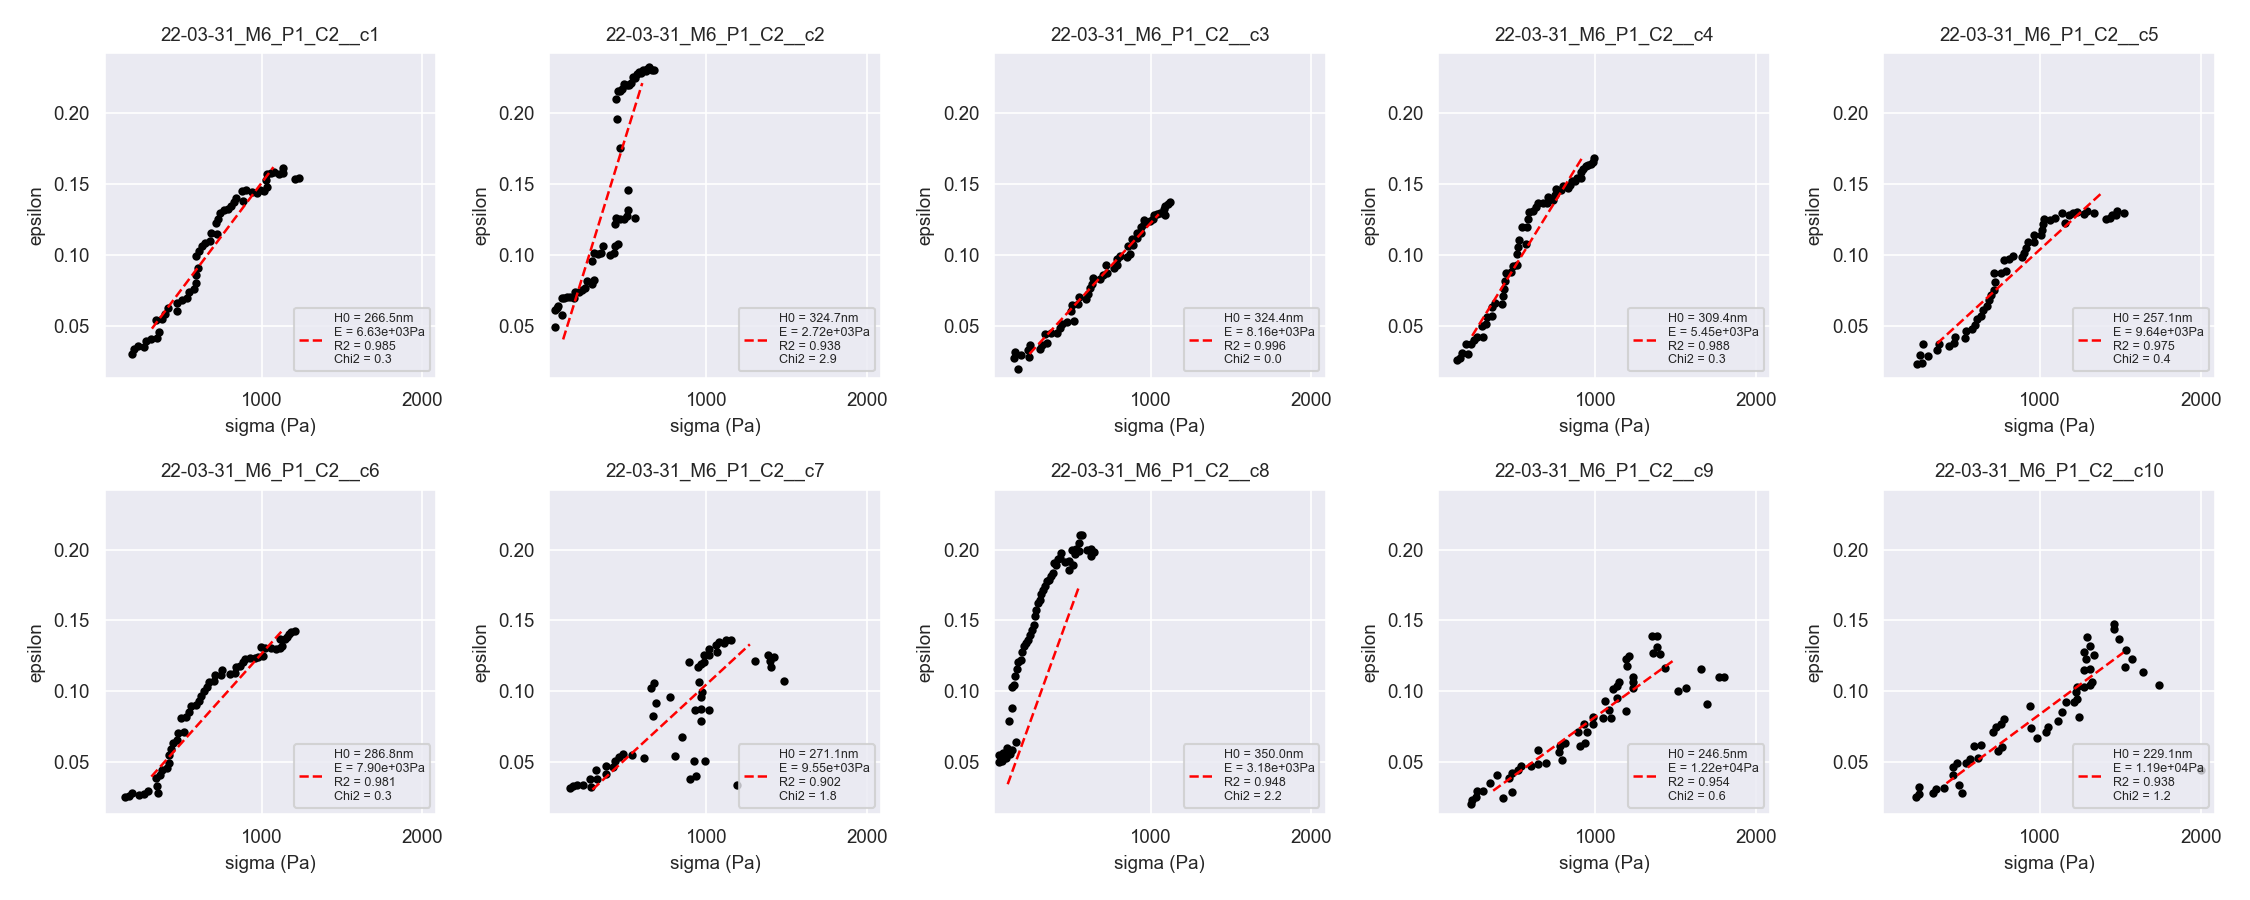 22-03-31_M6_P1_C2__c1
22-03-31_M6_P1_C2__c2
22-03-31_M6_P1_C2__c3
22-03-31_M6_P1_C2__c4
22-03-31_M6_P1_C2__c5
0.20
0.15
0.10
0.05
epsilon
H0 = 266.5nm
E = 6.63e+03Pa
R2 = 0.985
Chi2 = 0.3
1000
2000
sigma (Pa)
0.20
0.15
0.10
0.05
epsilon
H0 = 324.7nm
E = 2.72e+03Pa
R2 = 0.938
Chi2 = 2.9
1000
2000
sigma (Pa)
0.20
0.15
0.10
0.05
epsilon
H0 = 324.4nm
E = 8.16e+03Pa
R2 = 0.996
Chi2 = 0.0
1000
2000
sigma (Pa)
0.20
0.15
0.10
0.05
epsilon
H0 = 309.4nm
E = 5.45e+03Pa
R2 = 0.988
Chi2 = 0.3
1000
2000
sigma (Pa)
0.20
0.15
0.10
0.05
epsilon
H0 = 257.1nm
E = 9.64e+03Pa
R2 = 0.975
Chi2 = 0.4
1000
2000
sigma (Pa)
22-03-31_M6_P1_C2__c6
22-03-31_M6_P1_C2__c7
22-03-31_M6_P1_C2__c8
22-03-31_M6_P1_C2__c9
22-03-31_M6_P1_C2__c10
0.20
0.15
0.10
0.05
epsilon
H0 = 286.8nm
E = 7.90e+03Pa
R2 = 0.981
Chi2 = 0.3
1000
2000
sigma (Pa)
0.20
0.15
0.10
0.05
epsilon
H0 = 271.1nm
E = 9.55e+03Pa
R2 = 0.902
Chi2 = 1.8
1000
2000
sigma (Pa)
0.20
0.15
0.10
0.05
epsilon
H0 = 350.0nm
E = 3.18e+03Pa
R2 = 0.948
Chi2 = 2.2
1000
2000
sigma (Pa)
0.20
0.15
0.10
0.05
epsilon
H0 = 246.5nm
E = 1.22e+04Pa
R2 = 0.954
Chi2 = 0.6
1000
2000
sigma (Pa)
0.20
0.15
0.10
0.05
epsilon
H0 = 229.1nm
E = 1.19e+04Pa
R2 = 0.938
Chi2 = 1.2
1000
2000
sigma (Pa)